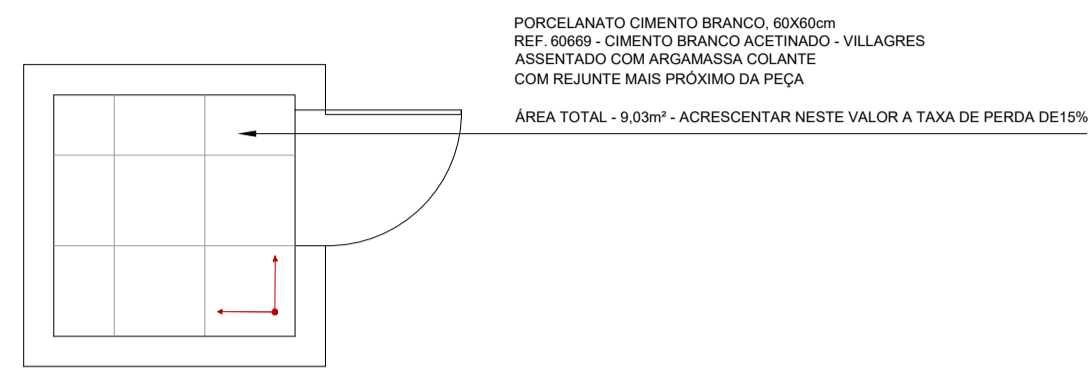 PORCELANATO CIMENTO BRANCO, 60X60cm
REF. 60669 - CIMENTO BRANCO ACETINADO - VILLAGRES
ASSENTADO COM ARGAMASSA COLANTE
COM REJUNTE MAIS PRÓXIMO DA PEÇA
ÁREA TOTAL - 9,03m² - ACRESCENTAR NESTE VALOR A TAXA DE PERDA DE15%